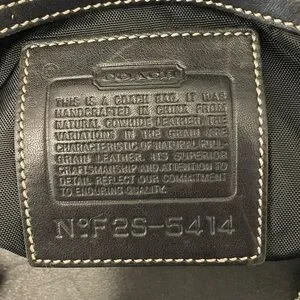 COACH
THIS IS A COACH BAG. IT WAS
HANDCRAFTED IN CHINA FROM
NATURAL COWHIDE LEATHER. THE
VARIATIONS IN THE GRAIN ARE
CHARACTERISTIC OF NATURAL FULL
GRAIN LEATHER. ITS SUPERIOR
CRAFTSMANSHIP AND ATTENTION TO
DETAIL REFLECT OUR COMMITMENT
TO ENDURING QUALITY.
NºF2S-5414